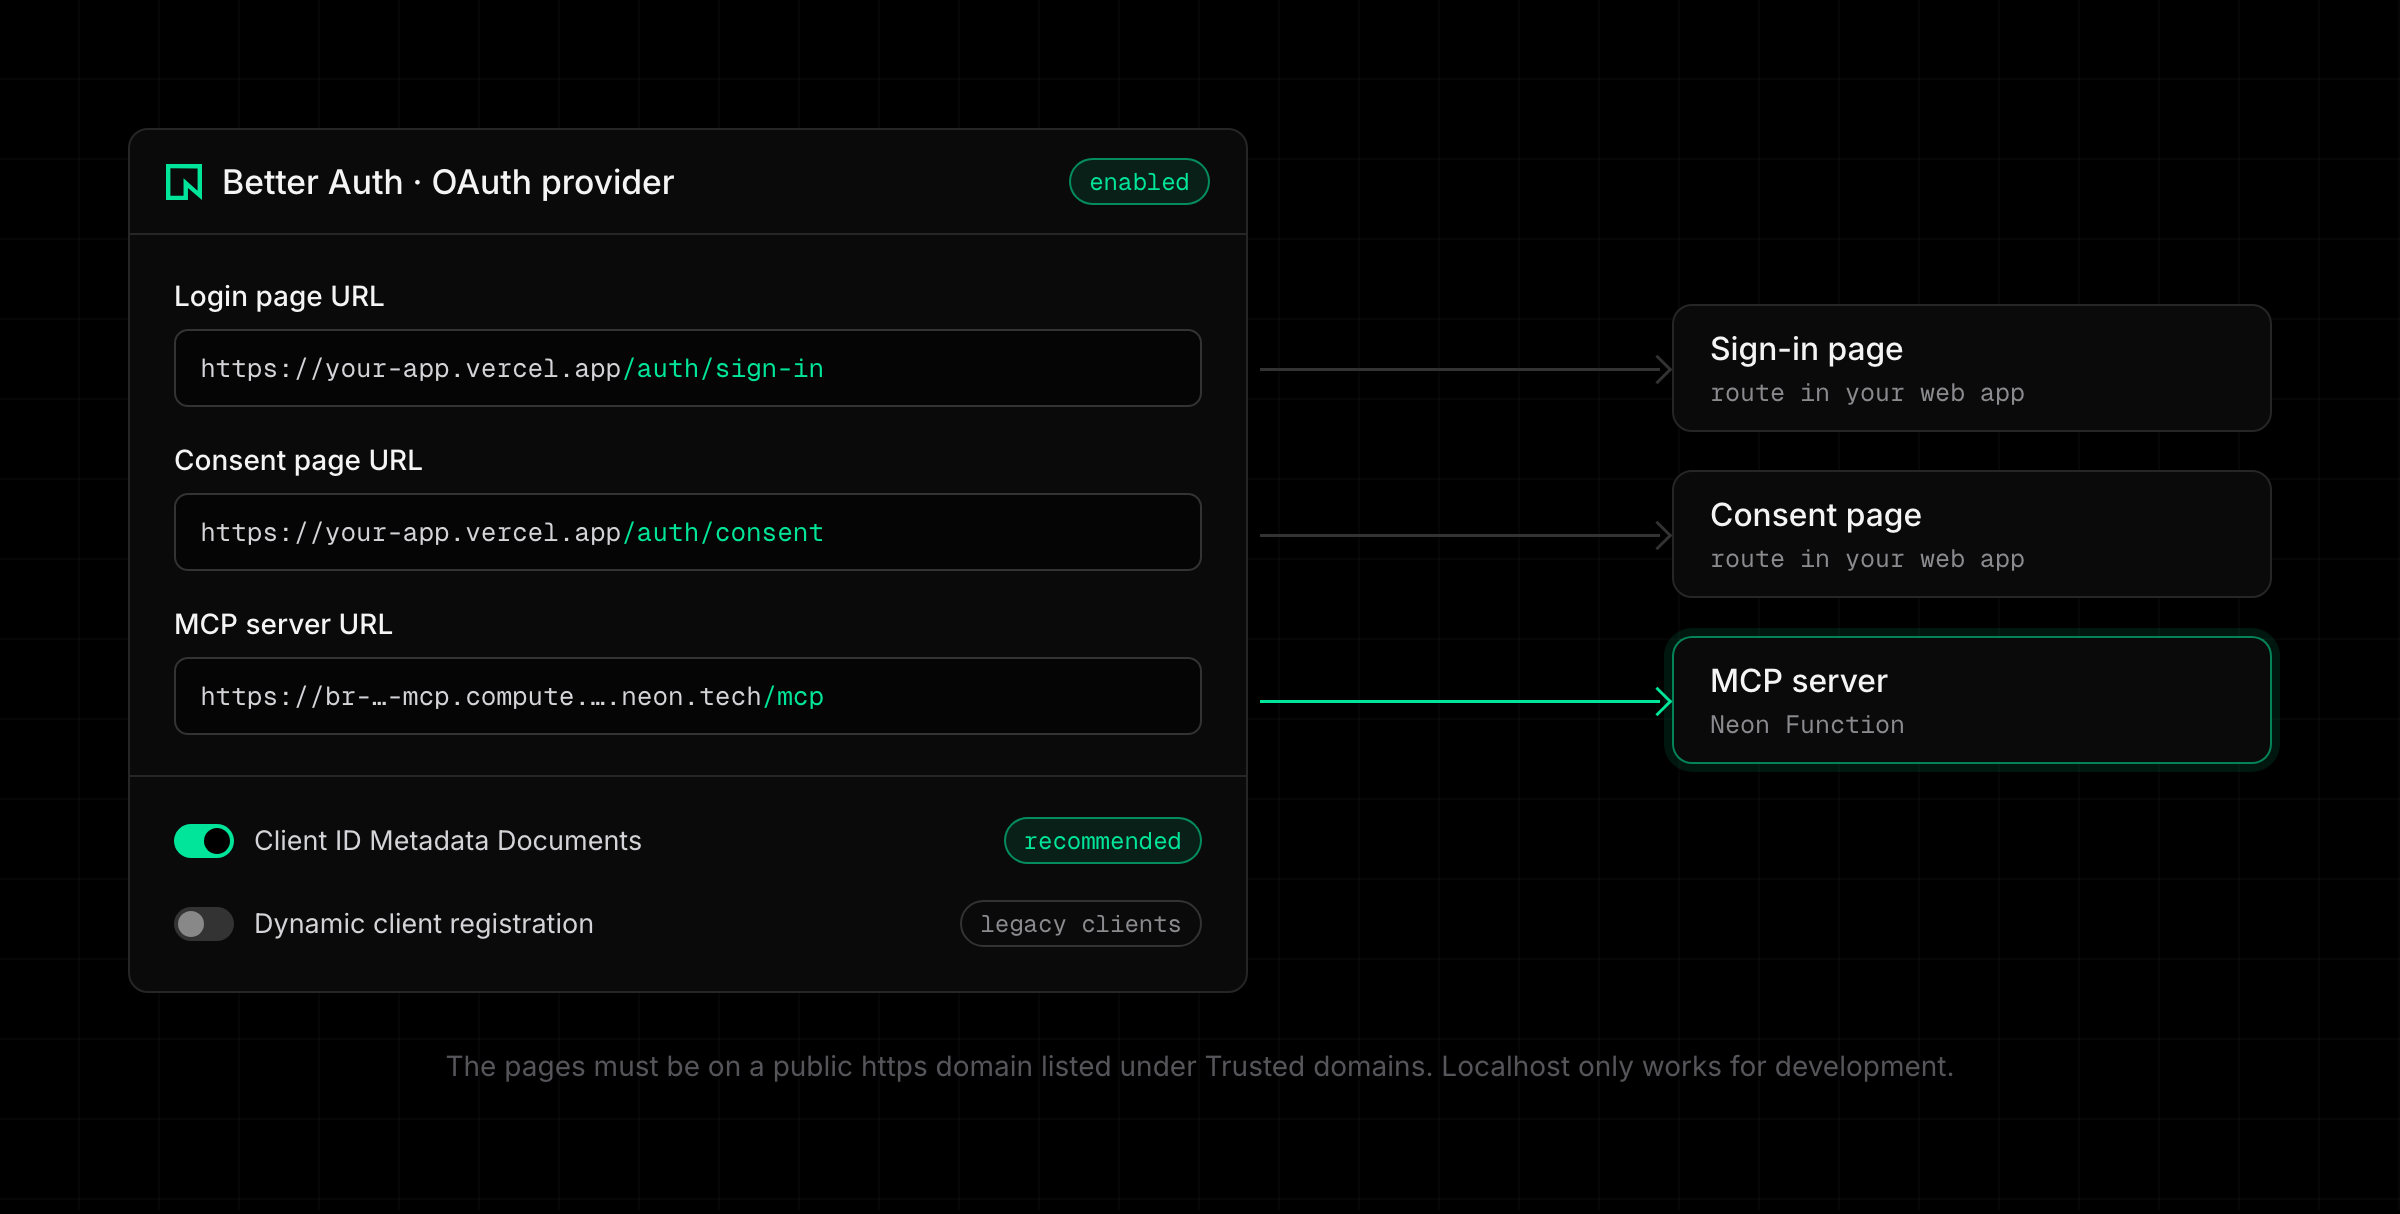 Better Auth · OAuth provider
enabled
Login page URL
https://your-app.vercel.app/auth/sign-in
Consent page URL
https://your-app.vercel.app/auth/consent
MCP server URL
https://br-…-mcp.compute.….neon.tech/mcp
Client ID Metadata Documents
recommended
Dynamic client registration
legacy clients
Sign-in page
route in your web app
Consent page
route in your web app
MCP server
Neon Function
The pages must be on a public https domain listed under Trusted domains. Localhost only works for development.